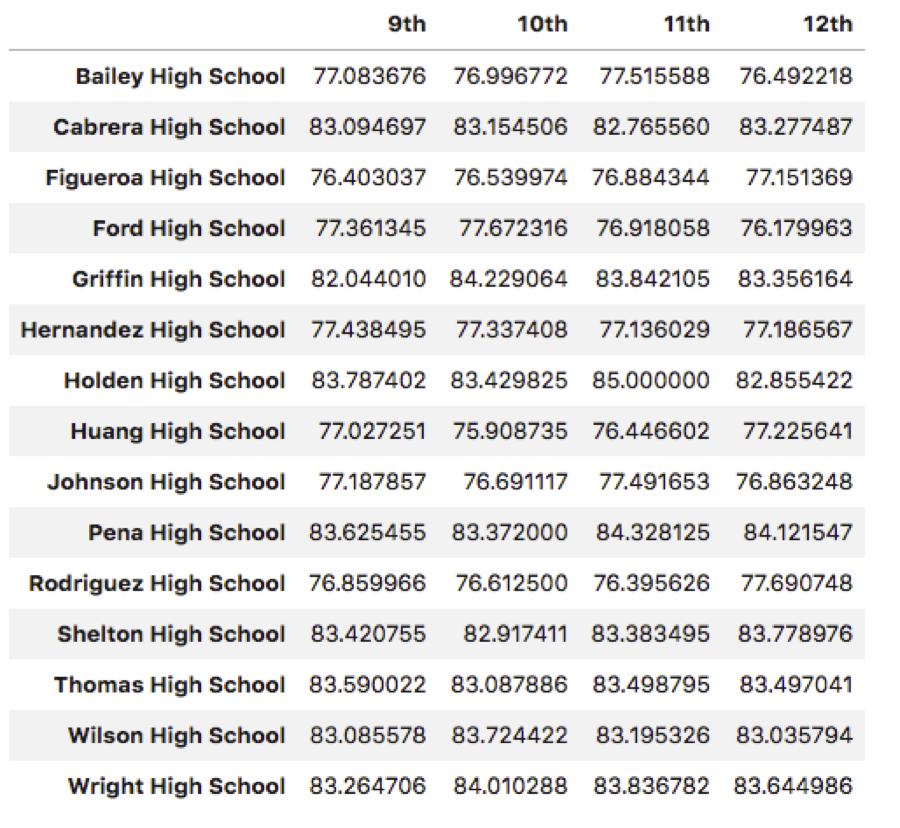 9th 10th 11th 12th
Bailey High School 77.083676 76.996772 77.515588 76.492218
Cabrera High School 83.094697 83.154506 82.765560 83.277487
Figueroa High School 76.403037 76.539974 76.884344 77.151369
Ford High School 77.361345 77.672316 76.918058 76.179963
Griffin High School 82.044010 84.229064 83.842105 83.356164
Hernandez High School 77.438495 77.337408 77.136029 77.186567
Holden High School 83.787402 83.429825 85.000000 82.855422
Huang High School 77.027251 75.908735 76.446602 77.225641
Johnson High School 77.187857 76.691117 77.491653 76.863248
Pena High School 83.625455 83.372000 84.328125 84.121547
Rodriguez High School 76.859966 76.612500 76.395626 77.690748
Shelton High School 83.420755 82.917411 83.383495 83.778976
Thomas High School 83.590022 83.087886 83.498795 83.497041
Wilson High School 83.085578 83.724422 83.195326 83.035794
Wright High School 83.264706 84.010288 83.836782 83.644986